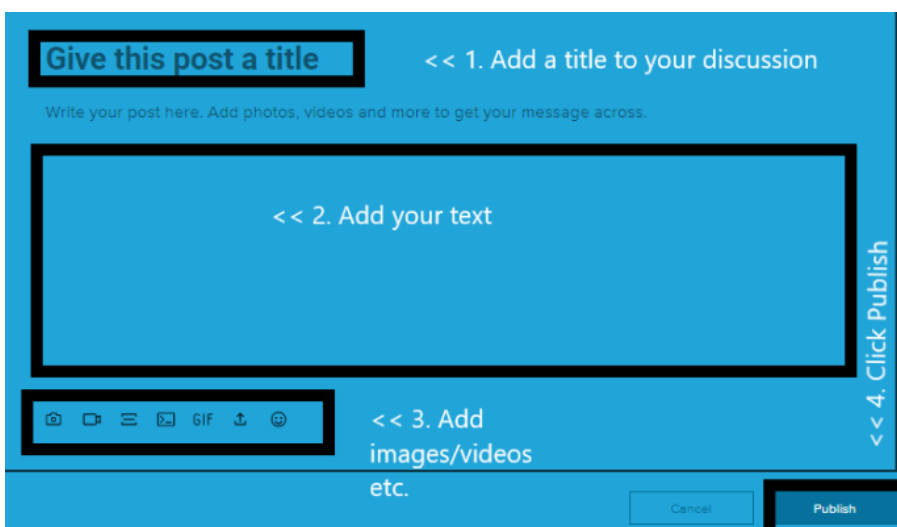 Give this post a title
<< 1. Add a title to your discussion
Write your post here. Add photos, videos and more to get your message across.
<< 2. Add your text
<< 4. Click Publish
GIF
<< 3. Add
images/videos
etc.
Cancel
Publish